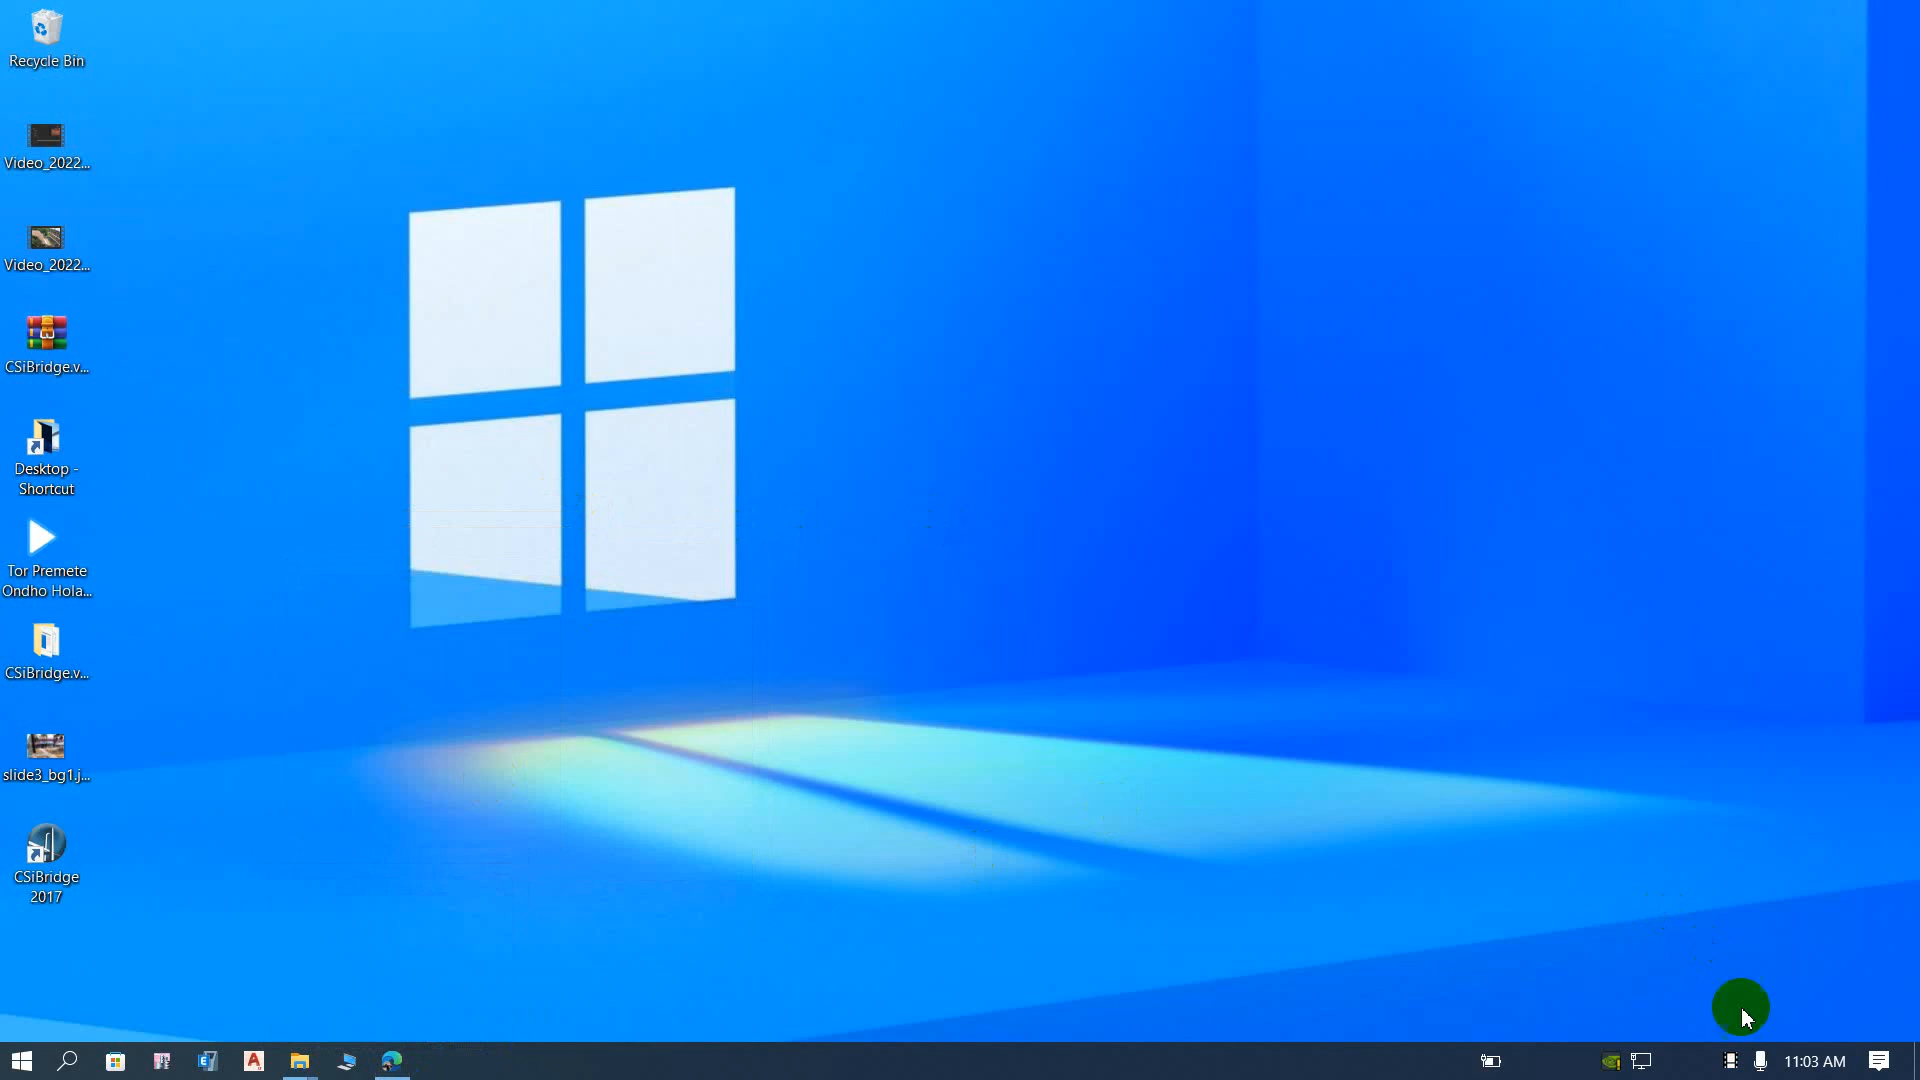 Recycle Bin
Video_2022...
Video_2022...
CSiBridge.v...
Desktop -
Shortcut
Tor Premete
Ondho Hola...
CSiBridge.v...
slide3_bg1.j...
CSiBridge
2017
11:03 AM